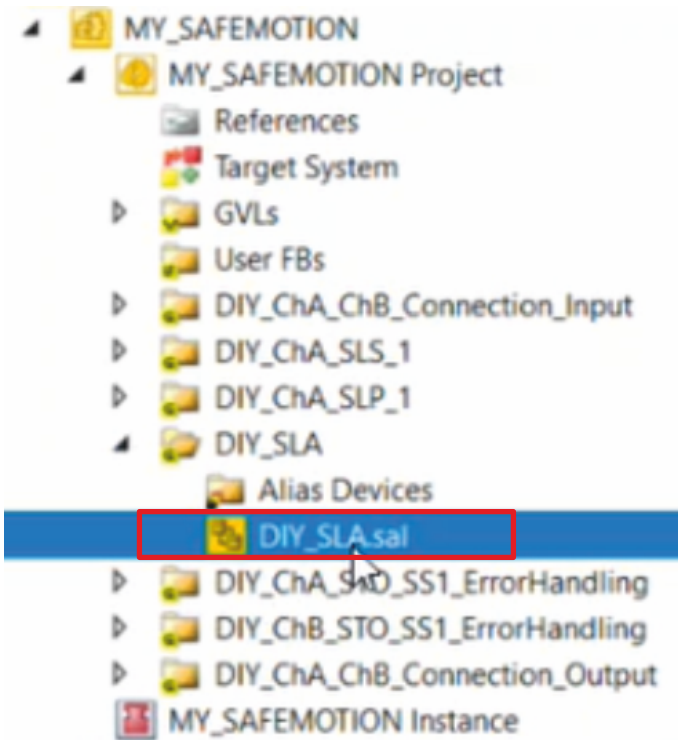 MY_SAFEMOTION
MY_SAFEMOTION Project
References
Target System
GVLs
User FBs
DIY_ChA_ChB_Connection_Input
DIY_ChA_SLS_1
DIY_ChA_SLP_1
DIY_SLA
Alias Devices
DIY_SLA.sal
DIY_ChA_STO_SS1_ErrorHandling
DIY_ChB_STO_SS1_ErrorHandling
DIY_ChA_ChB_Connection_Output
MY_SAFEMOTION Instance